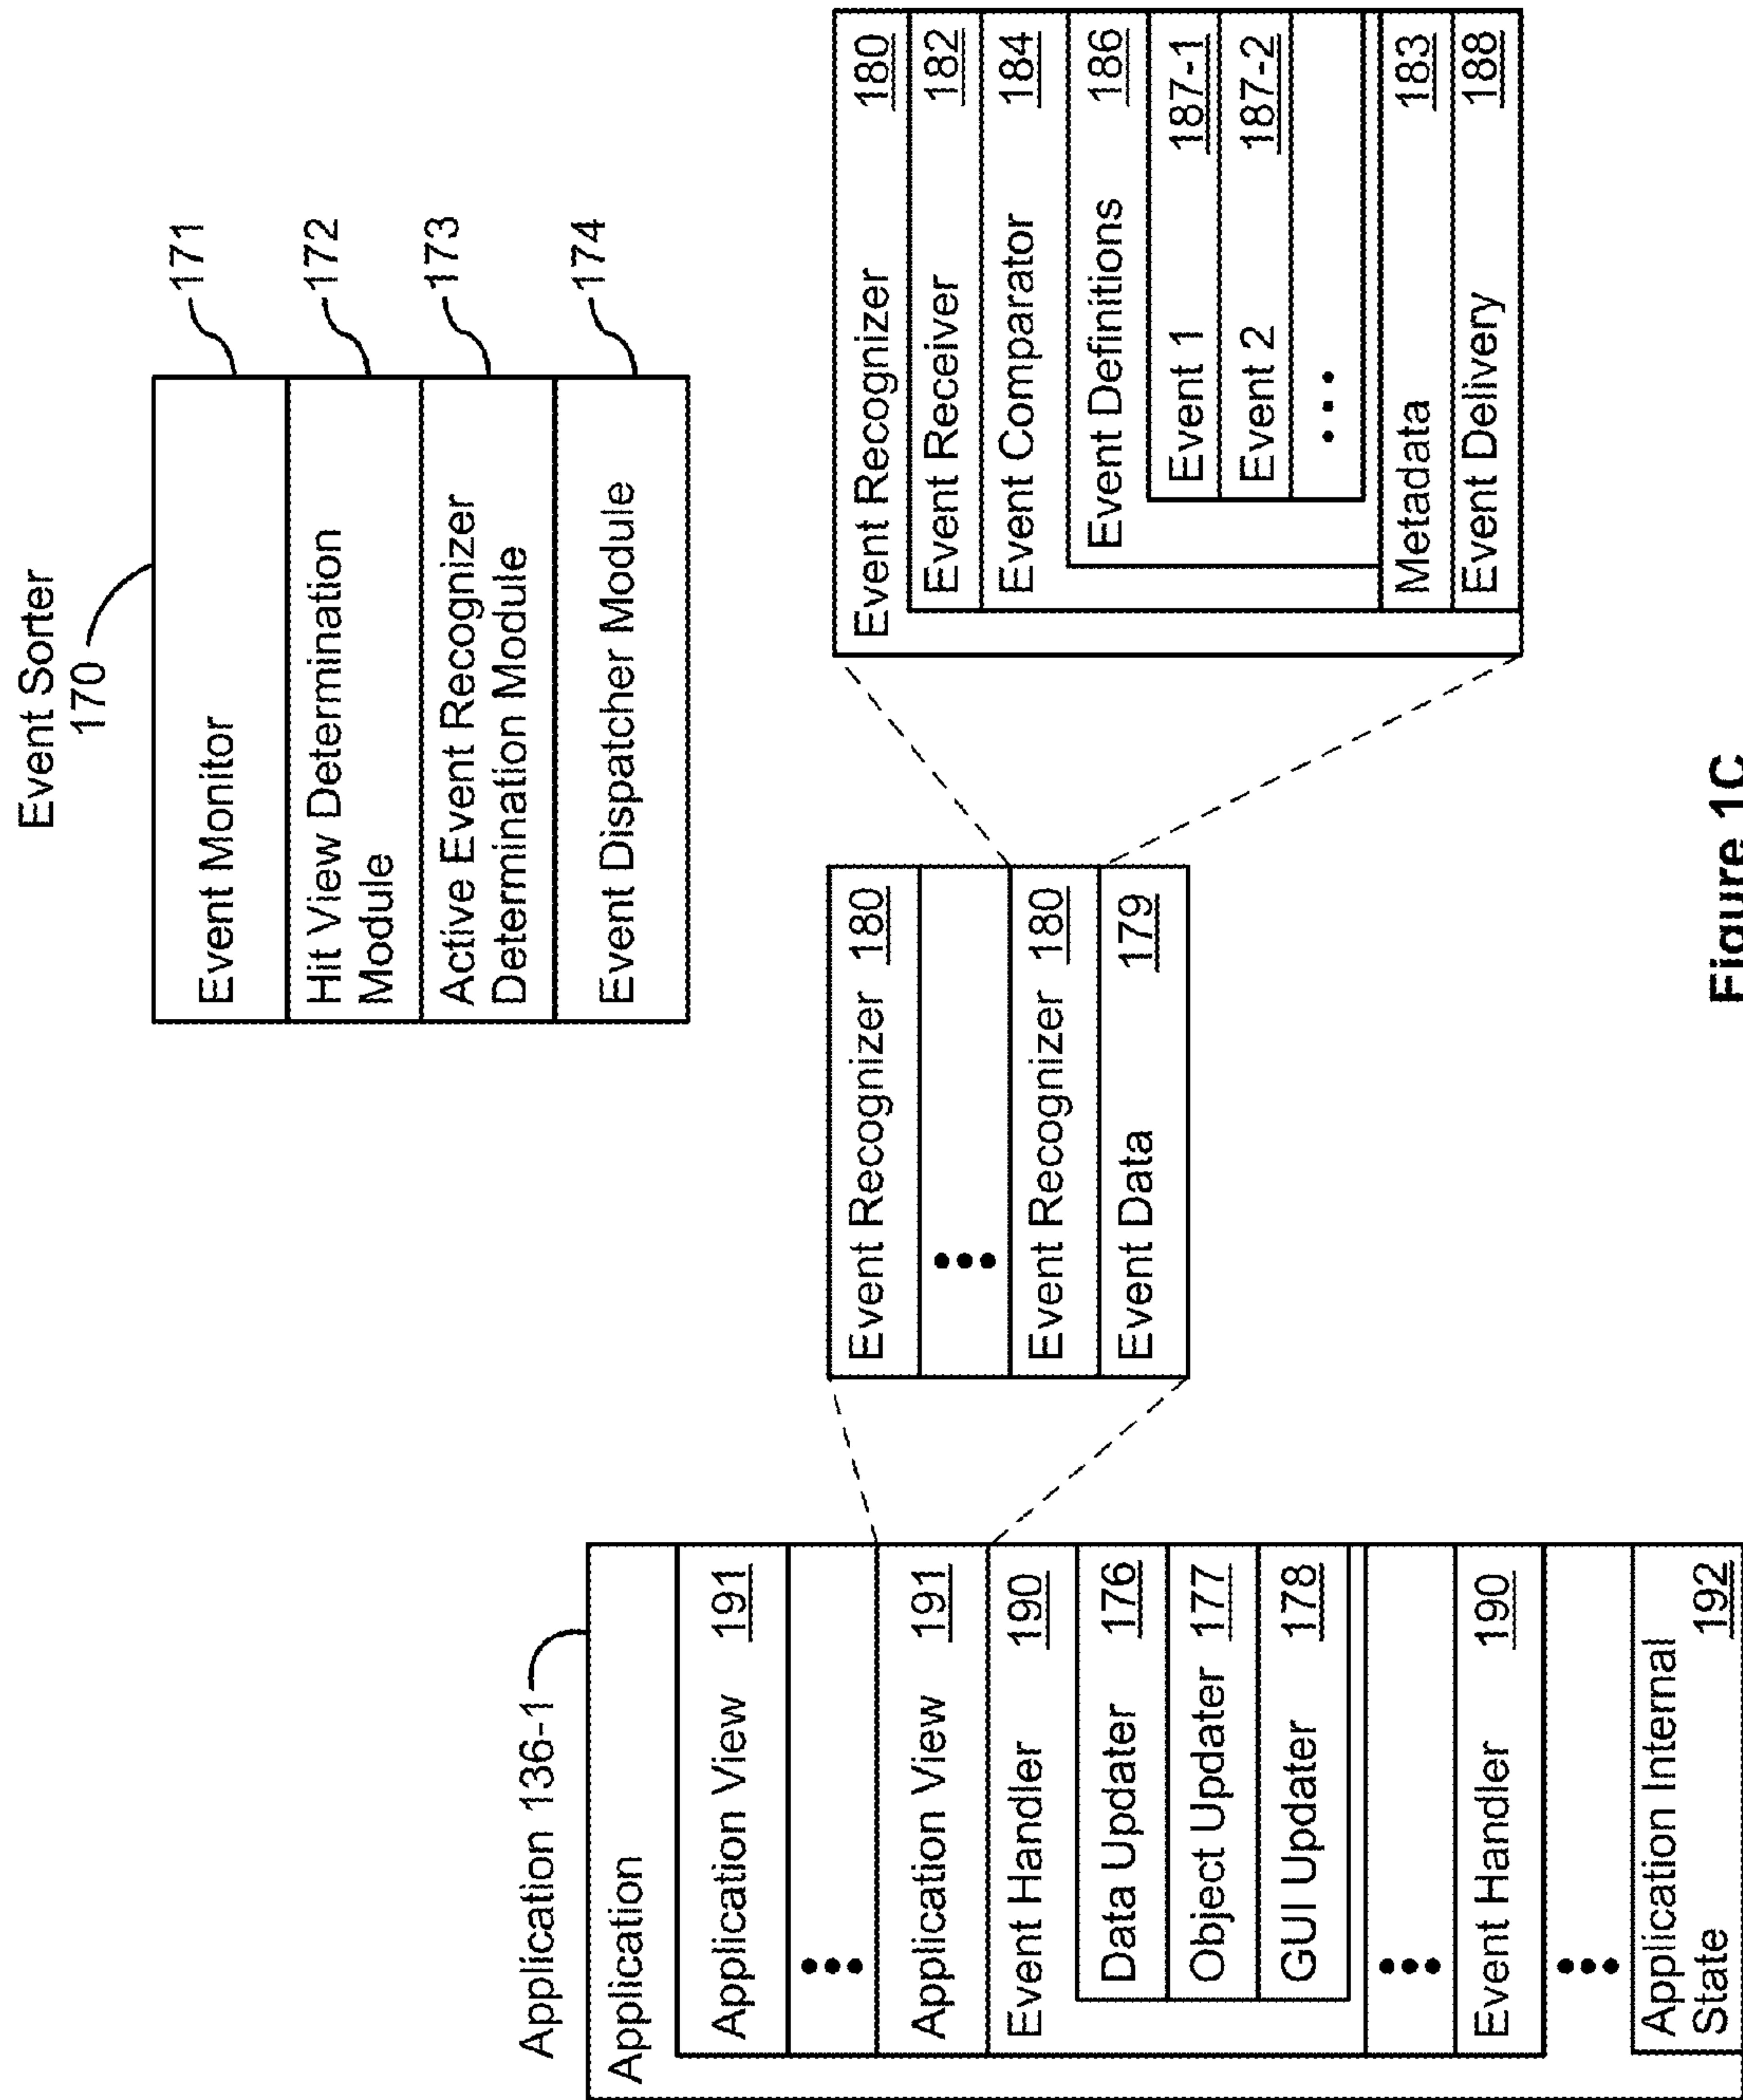 Event Sorter
170
Event Monitor
171
Hit View Determination
Module
172
Active Event Recognizer
Determination Module
173
Event Dispatcher Module
174
Application 136-1
Application
Application View 191
•••
Application View 191
Event Handler 190
Data Updater 176
Object Updater 177
GUI Updater 178
•••
Event Handler 190
•••
Application Internal
State 192
Event Recognizer 180
•••
Event Recognizer 180
Event Data 179
Event Recognizer 180
Event Receiver 182
Event Comparator 184
Event Definitions 186
Event 1 187-1
Event 2 187-2
•••
Metadata 183
Event Delivery 188
Figure 1C